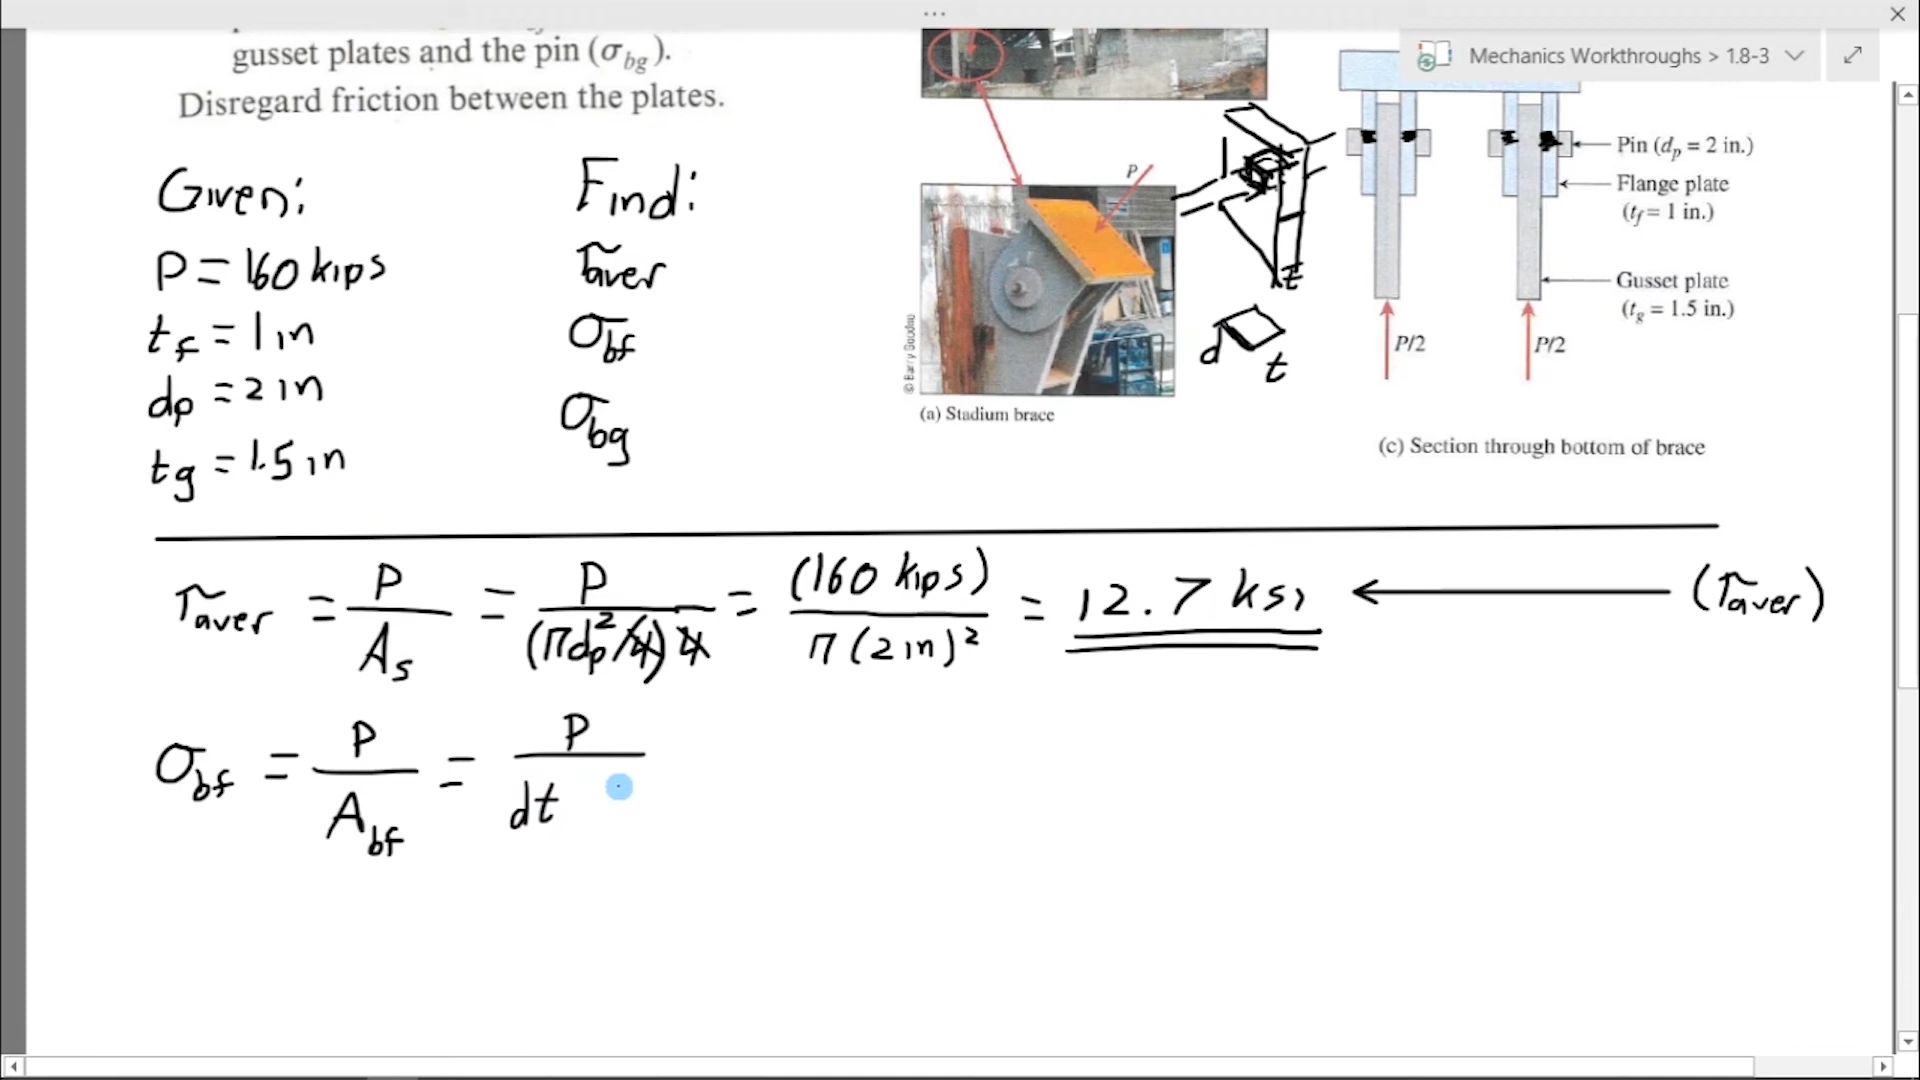 gusset plates and the pin (σbg).
Disregard friction between the plates.
Mechanics Workthroughs > 1.8-3
Given:
P = 160 kips
tf = 1 in
dp = 2 in
tg = 1.5 in
Find:
τaver
σbf
σbg
P
t
d
t
© Barry Goodno
(a) Stadium brace
Pin (dp = 2 in.)
Flange plate
(tf = 1 in.)
Gusset plate
(tg = 1.5 in.)
P/2
P/2
(c) Section through bottom of brace
τaver = P/As = P/(πdp²/4)4 = (160 kips)/π(2 in)² = 12.7 ksi ← (τaver)
σbf = P/Abf = P/dt